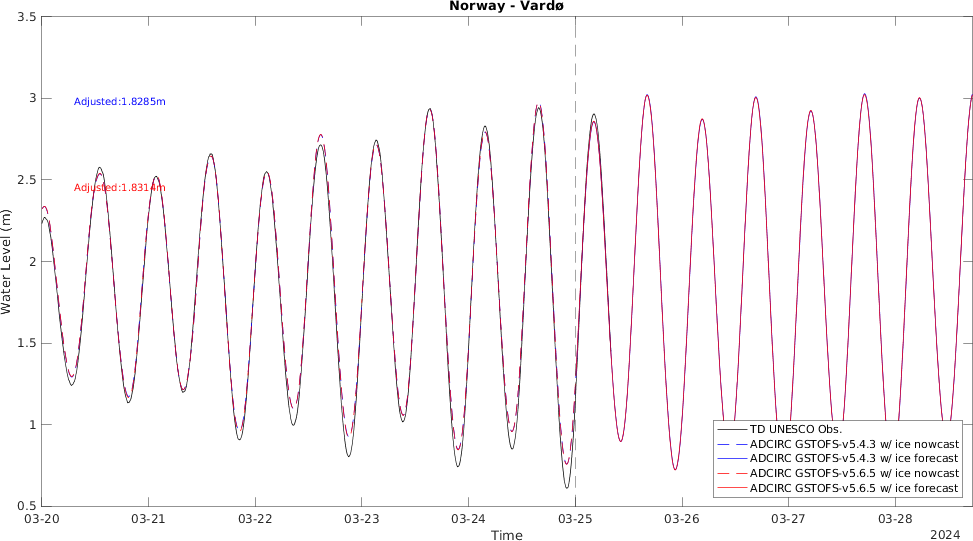 Norway - Vardø
3.5
3
2.5
2
1.5
1
0.5
Water Level (m)
Adjusted:1.8285m
Adjusted:1.8314m
TD UNESCO Obs.
ADCIRC GSTOFS-v5.4.3 w/ ice nowcast
ADCIRC GSTOFS-v5.4.3 w/ ice forecast
ADCIRC GSTOFS-v5.6.5 w/ ice nowcast
ADCIRC GSTOFS-v5.6.5 w/ ice forecast
03-20 03-21 03-22 03-23 03-24 03-25 03-26 03-27 03-28
Time
2024